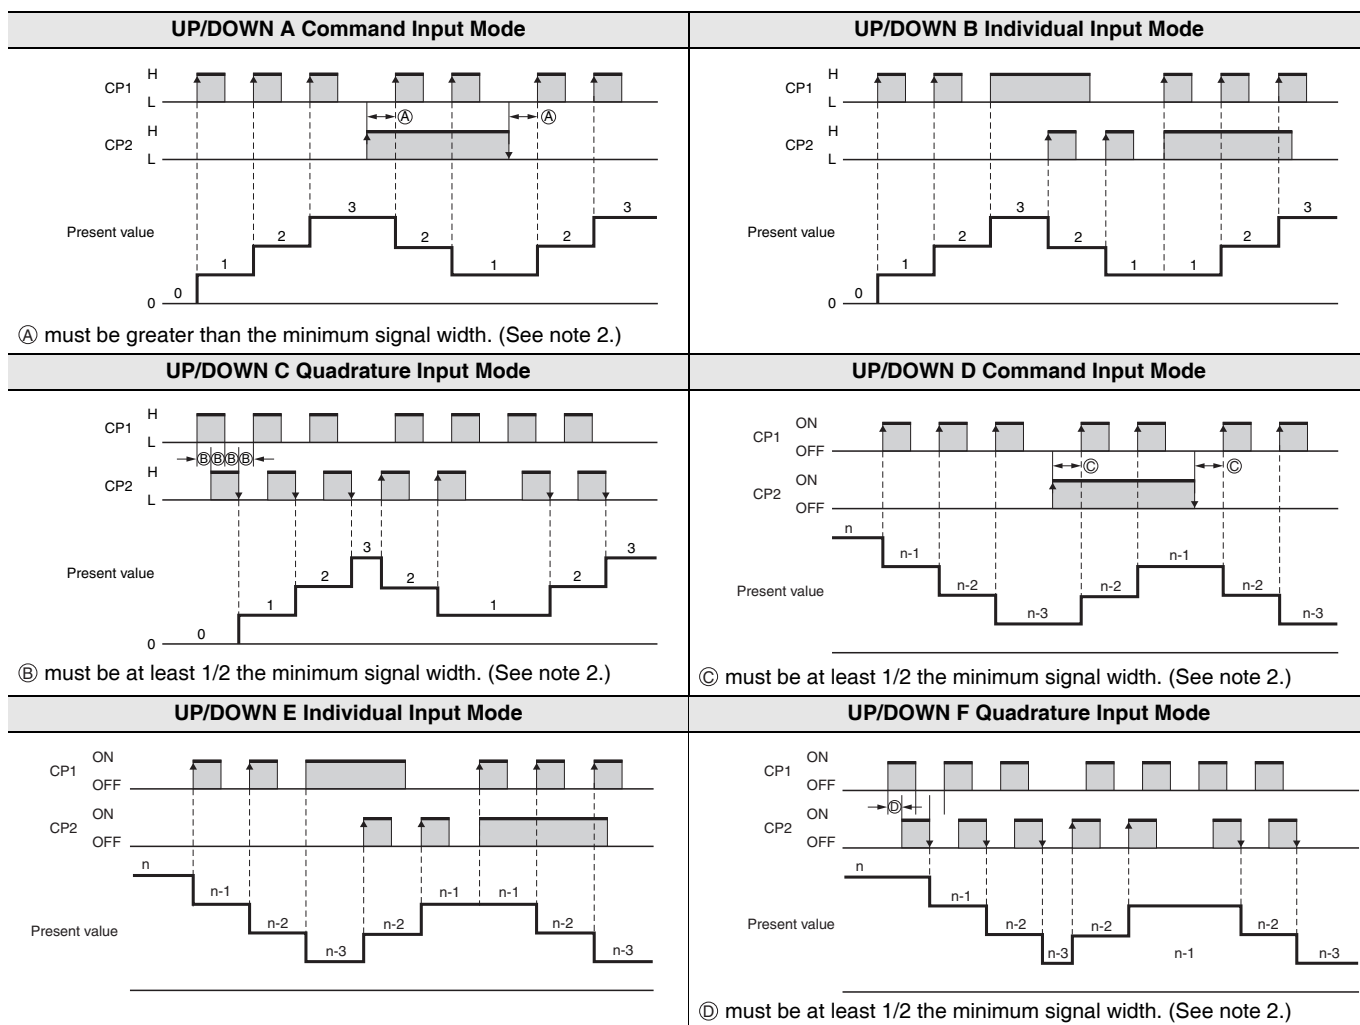 UP/DOWN A Command Input Mode
CP1
H
L
Ⓐ
Ⓐ
CP2
H
L
Present value
3
3
2
2
2
1
1
0
0
Ⓐ must be greater than the minimum signal width. (See note 2.)
UP/DOWN B Individual Input Mode
CP1
H
L
CP2
H
L
Present value
3
3
2
2
2
1
1
1
0
0
UP/DOWN C Quadrature Input Mode
CP1
H
L
Ⓑ Ⓑ Ⓑ Ⓑ
CP2
H
L
Present value
3
3
2
2
2
1
1
0
0
Ⓑ must be at least 1/2 the minimum signal width. (See note 2.)
UP/DOWN D Command Input Mode
CP1
ON
OFF
Ⓒ
Ⓒ
CP2
ON
OFF
Present value
n
n-1
n-2
n-3
n-2
n-1
n-2
n-3
Ⓒ must be at least 1/2 the minimum signal width. (See note 2.)
UP/DOWN E Individual Input Mode
CP1
ON
OFF
CP2
ON
OFF
Present value
n
n-1
n-2
n-3
n-2
n-1
n-1
n-2
n-3
UP/DOWN F Quadrature Input Mode
CP1
ON
OFF
Ⓓ
CP2
ON
OFF
Present value
n
n-1
n-2
n-3
n-2
n-1
n-2
n-3
Ⓓ must be at least 1/2 the minimum signal width. (See note 2.)